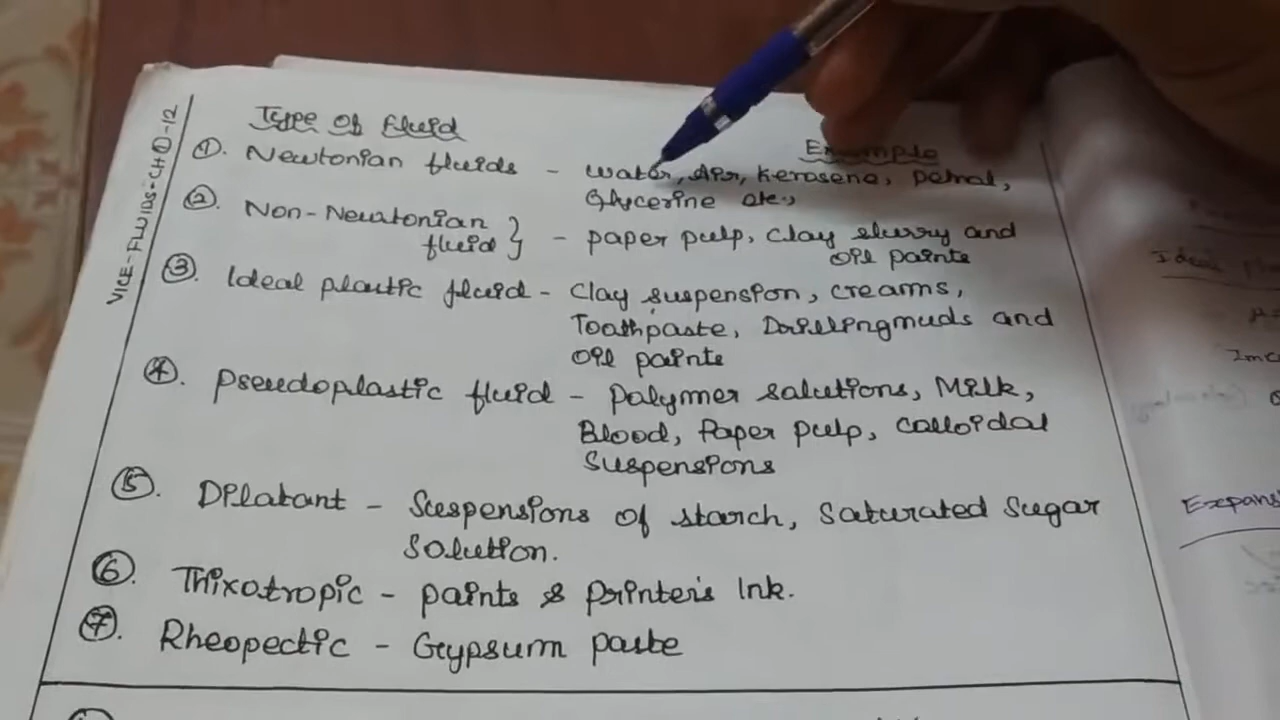 VICE-FLUIDS-CH①-12
Type Of Fluid
Example
①. Newtonian fluids - water, Air, Kerosene, petrol,
Glycerine etc.,
②. Non-Newtonian
fluid } - paper pulp, clay slurry and
Oil paints
③. Ideal plastic fluid - Clay suspension, creams,
Toothpaste, Drillingmuds and
Oil paints
④. Pseudoplastic fluid - Polymer solutions, Milk,
Blood, Paper pulp, Colloidal
Suspensions
⑤. Dilatant - Suspensions of starch, saturated sugar
Solution.
⑥. Thixotropic - paints & printer's Ink.
⑦. Rheopectic - Gypsum paste